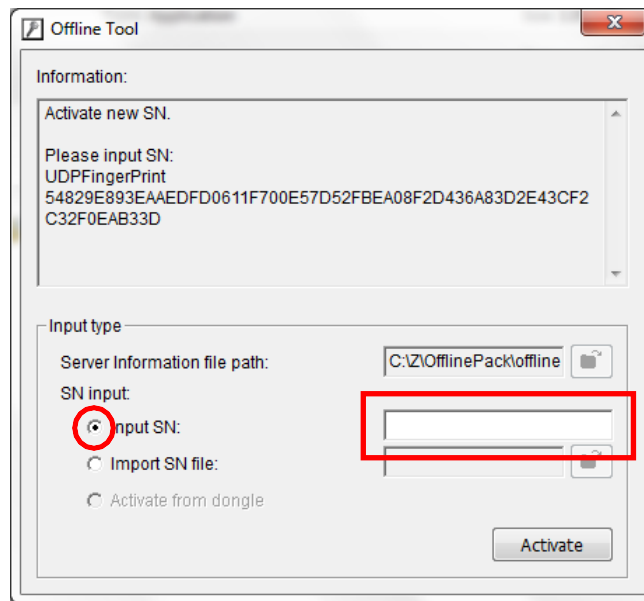 Offline Tool
Information:
Activate new SN.
Please input SN:
UDPFingerPrint
54829E893EAAEDFD0611F700E57D52FBEA08F2D436A83D2E43CF2
C32F0EAB33D
Input type
Server Information file path: C:\Z\OfflinePack\offline
SN input:
Input SN:
Import SN file:
Activate from dongle
Activate